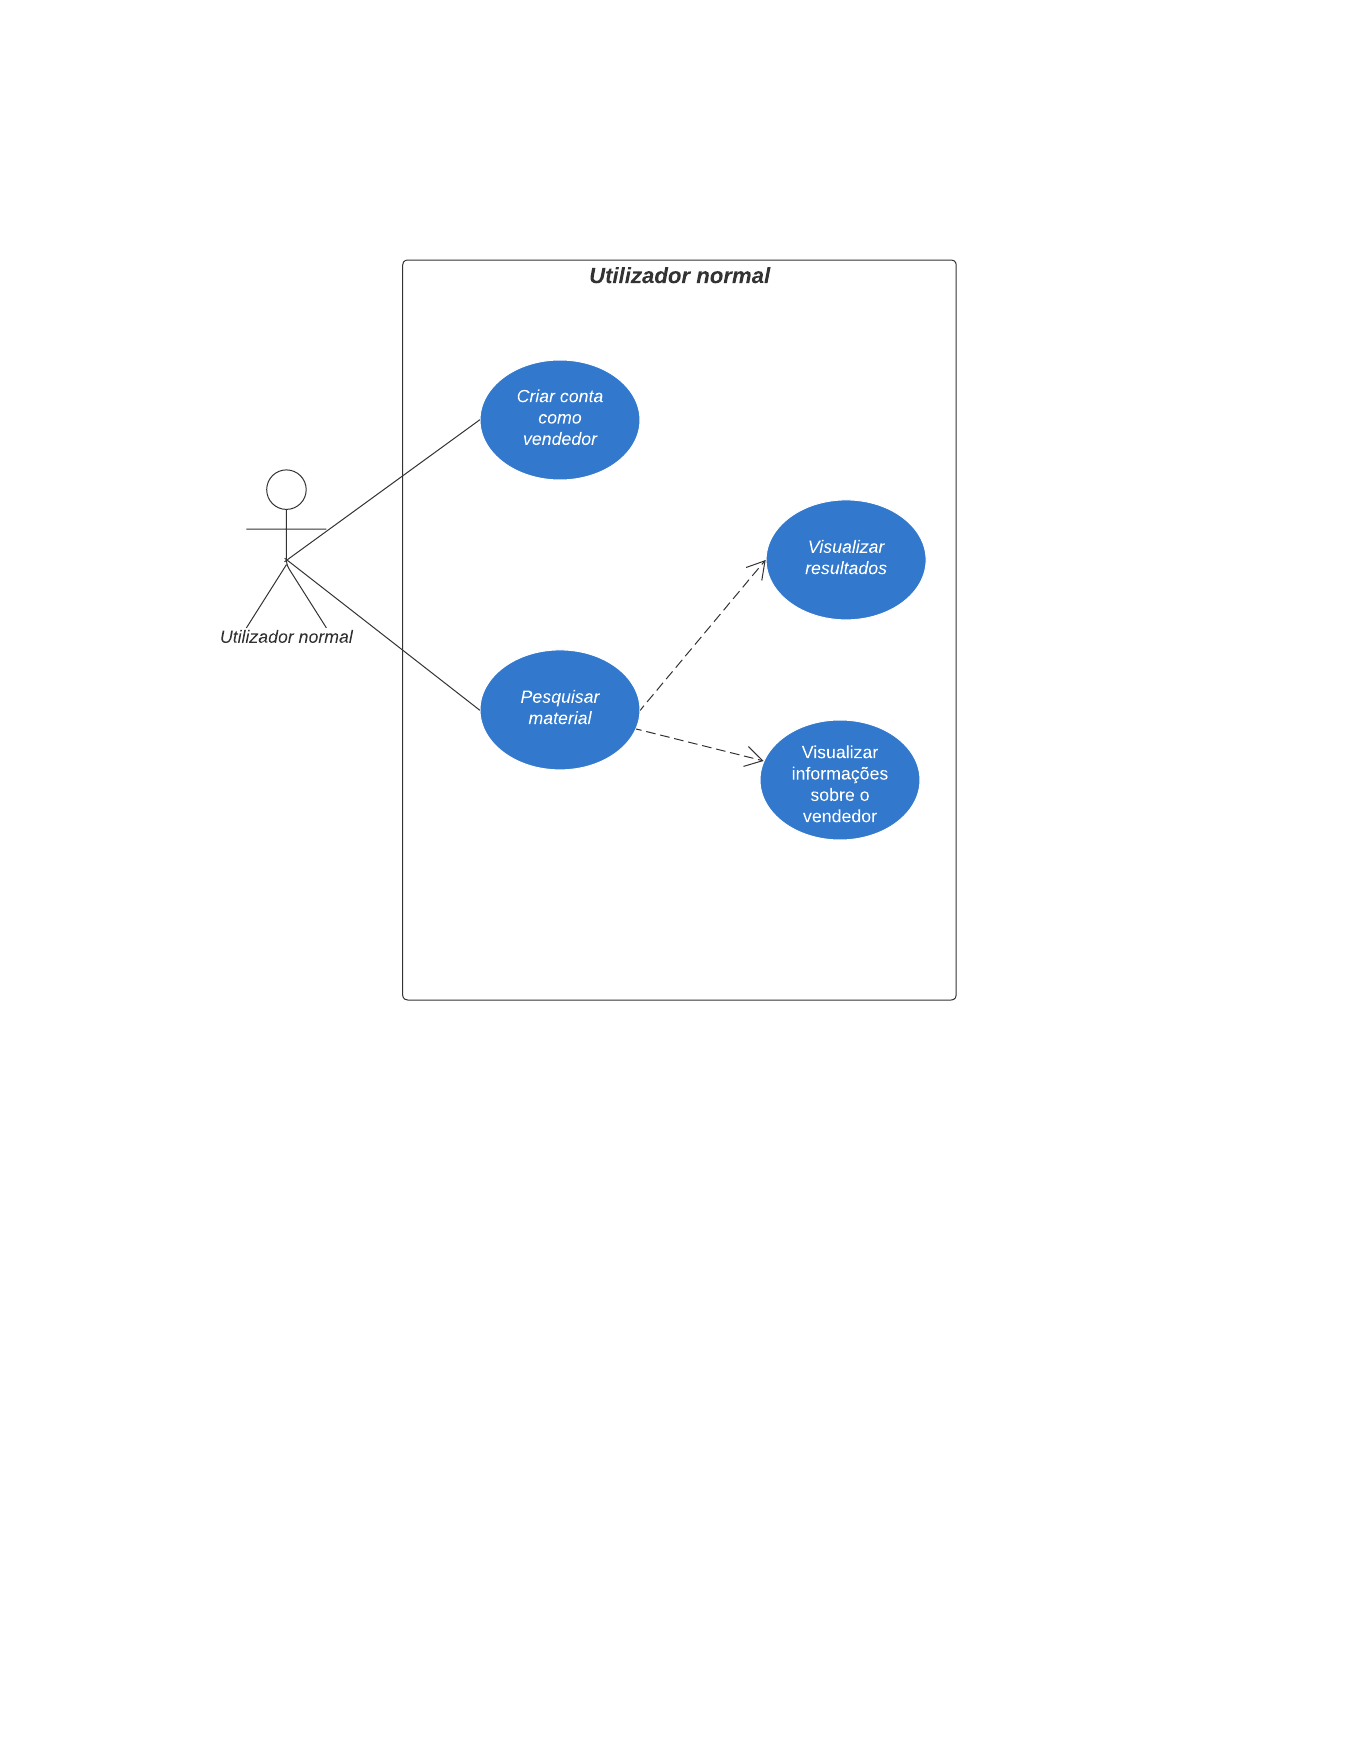 Utilizador normal
Criar conta
como
vendedor
Visualizar
resultados
Utilizador normal
Pesquisar
material
Visualizar
informações
sobre o
vendedor